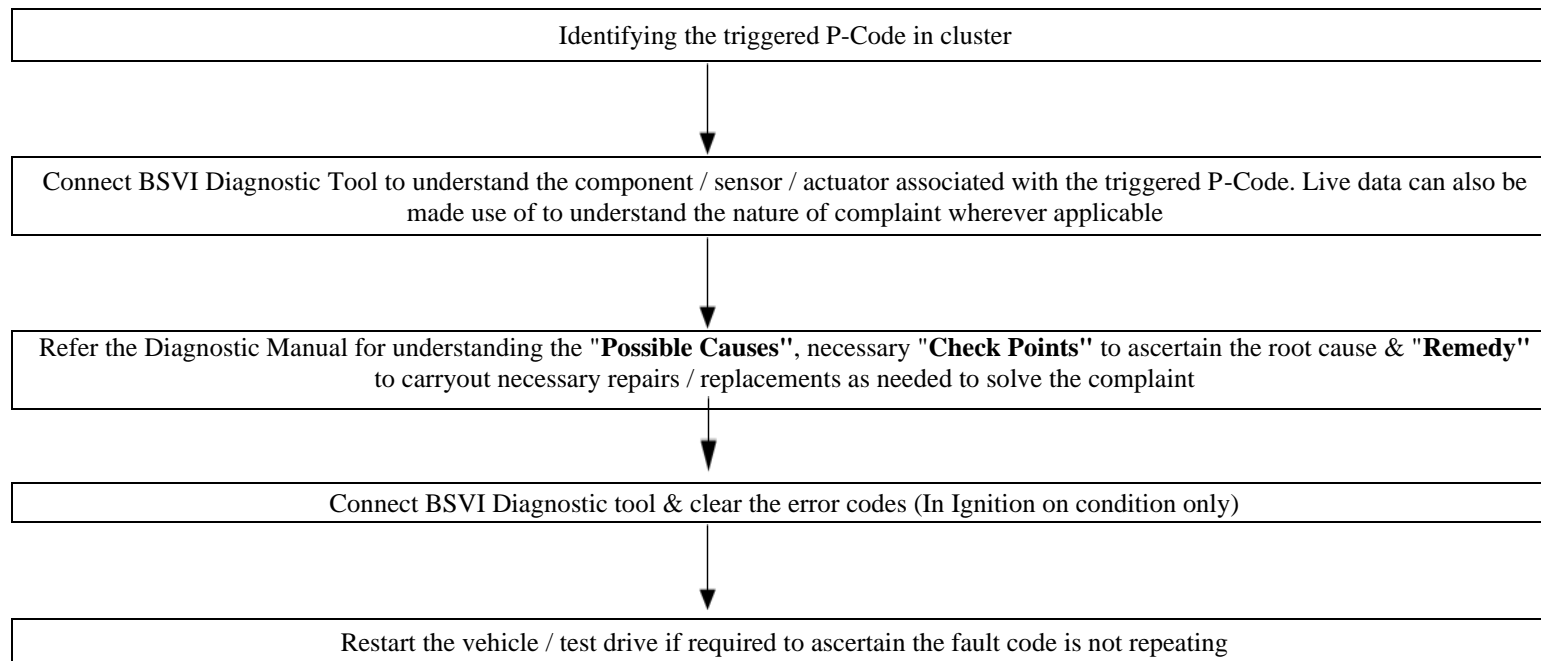 Identifying the triggered P-Code in cluster
Connect BSVI Diagnostic Tool to understand the component / sensor / actuator associated with the triggered P-Code. Live data can also be
made use of to understand the nature of complaint wherever applicable
Refer the Diagnostic Manual for understanding the "Possible Causes", necessary "Check Points" to ascertain the root cause & "Remedy"
to carryout necessary repairs / replacements as needed to solve the complaint
Connect BSVI Diagnostic tool & clear the error codes (In Ignition on condition only)
Restart the vehicle / test drive if required to ascertain the fault code is not repeating